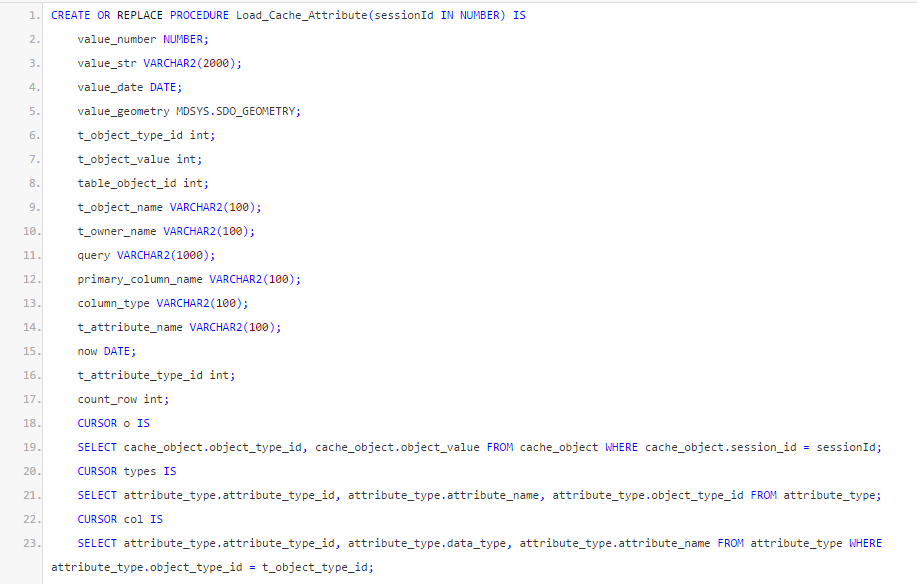 1. CREATE OR REPLACE PROCEDURE Load_Cache_Attribute(sessionId IN NUMBER) IS
2. value_number NUMBER;
3. value_str VARCHAR2(2000);
4. value_date DATE;
5. value_geometry MDSYS.SDO_GEOMETRY;
6. t_object_type_id int;
7. t_object_value int;
8. table_object_id int;
9. t_object_name VARCHAR2(100);
10. t_owner_name VARCHAR2(100);
11. query VARCHAR2(1000);
12. primary_column_name VARCHAR2(100);
13. column_type VARCHAR2(100);
14. t_attribute_name VARCHAR2(100);
15. now DATE;
16. t_attribute_type_id int;
17. count_row int;
18. CURSOR o IS
19. SELECT cache_object.object_type_id, cache_object.object_value FROM cache_object WHERE cache_object.session_id = sessionId;
20. CURSOR types IS
21. SELECT attribute_type.attribute_type_id, attribute_type.attribute_name, attribute_type.object_type_id FROM attribute_type;
22. CURSOR col IS
23. SELECT attribute_type.attribute_type_id, attribute_type.data_type, attribute_type.attribute_name FROM attribute_type WHERE
attribute_type.object_type_id = t_object_type_id;